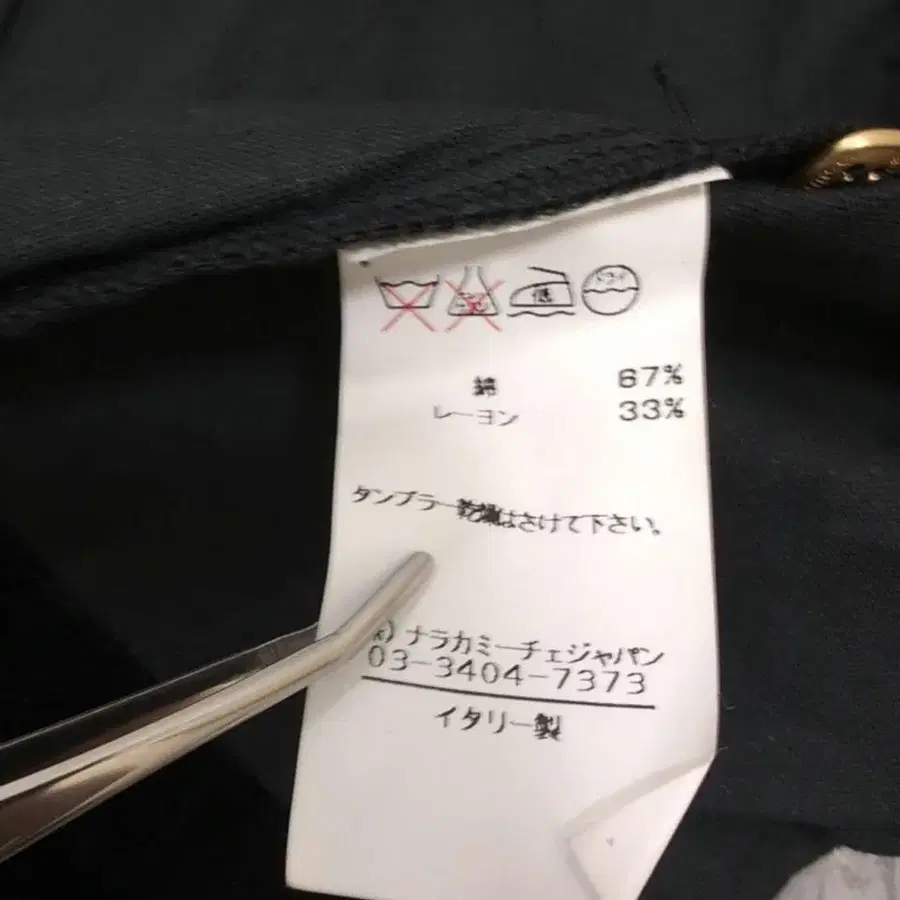 低 ドライ
綿 67%
レーヨン 33%
タンブラー乾燥はさけて下さい。
㈱ ナラカミーチェジャパン
03-3404-7373
イタリー製